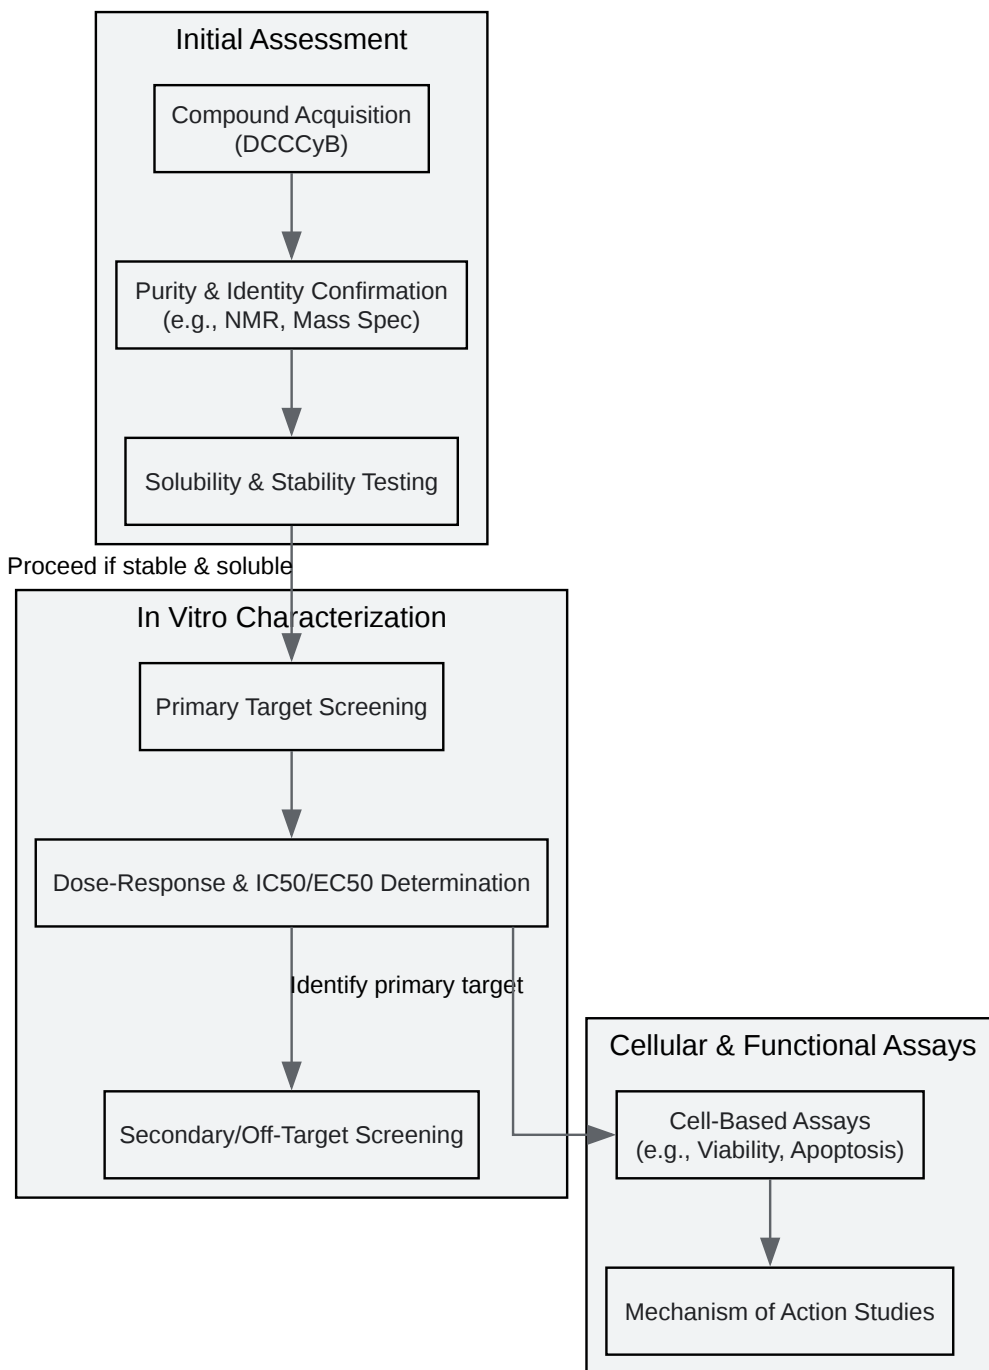 Initial Assessment
Compound Acquisition
(DCCCyB)
Purity & Identity Confirmation
(e.g., NMR, Mass Spec)
Solubility & Stability Testing
Proceed if stable & soluble
In Vitro Characterization
Primary Target Screening
Dose-Response & IC50/EC50 Determination
Identify primary target
Secondary/Off-Target Screening
Cellular & Functional Assays
Cell-Based Assays
(e.g., Viability, Apoptosis)
Mechanism of Action Studies